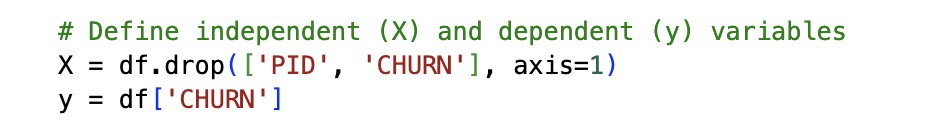 # Define independent (X) and dependent (y) variables
X = df.drop(['PID', 'CHURN'], axis=1)
y = df['CHURN']